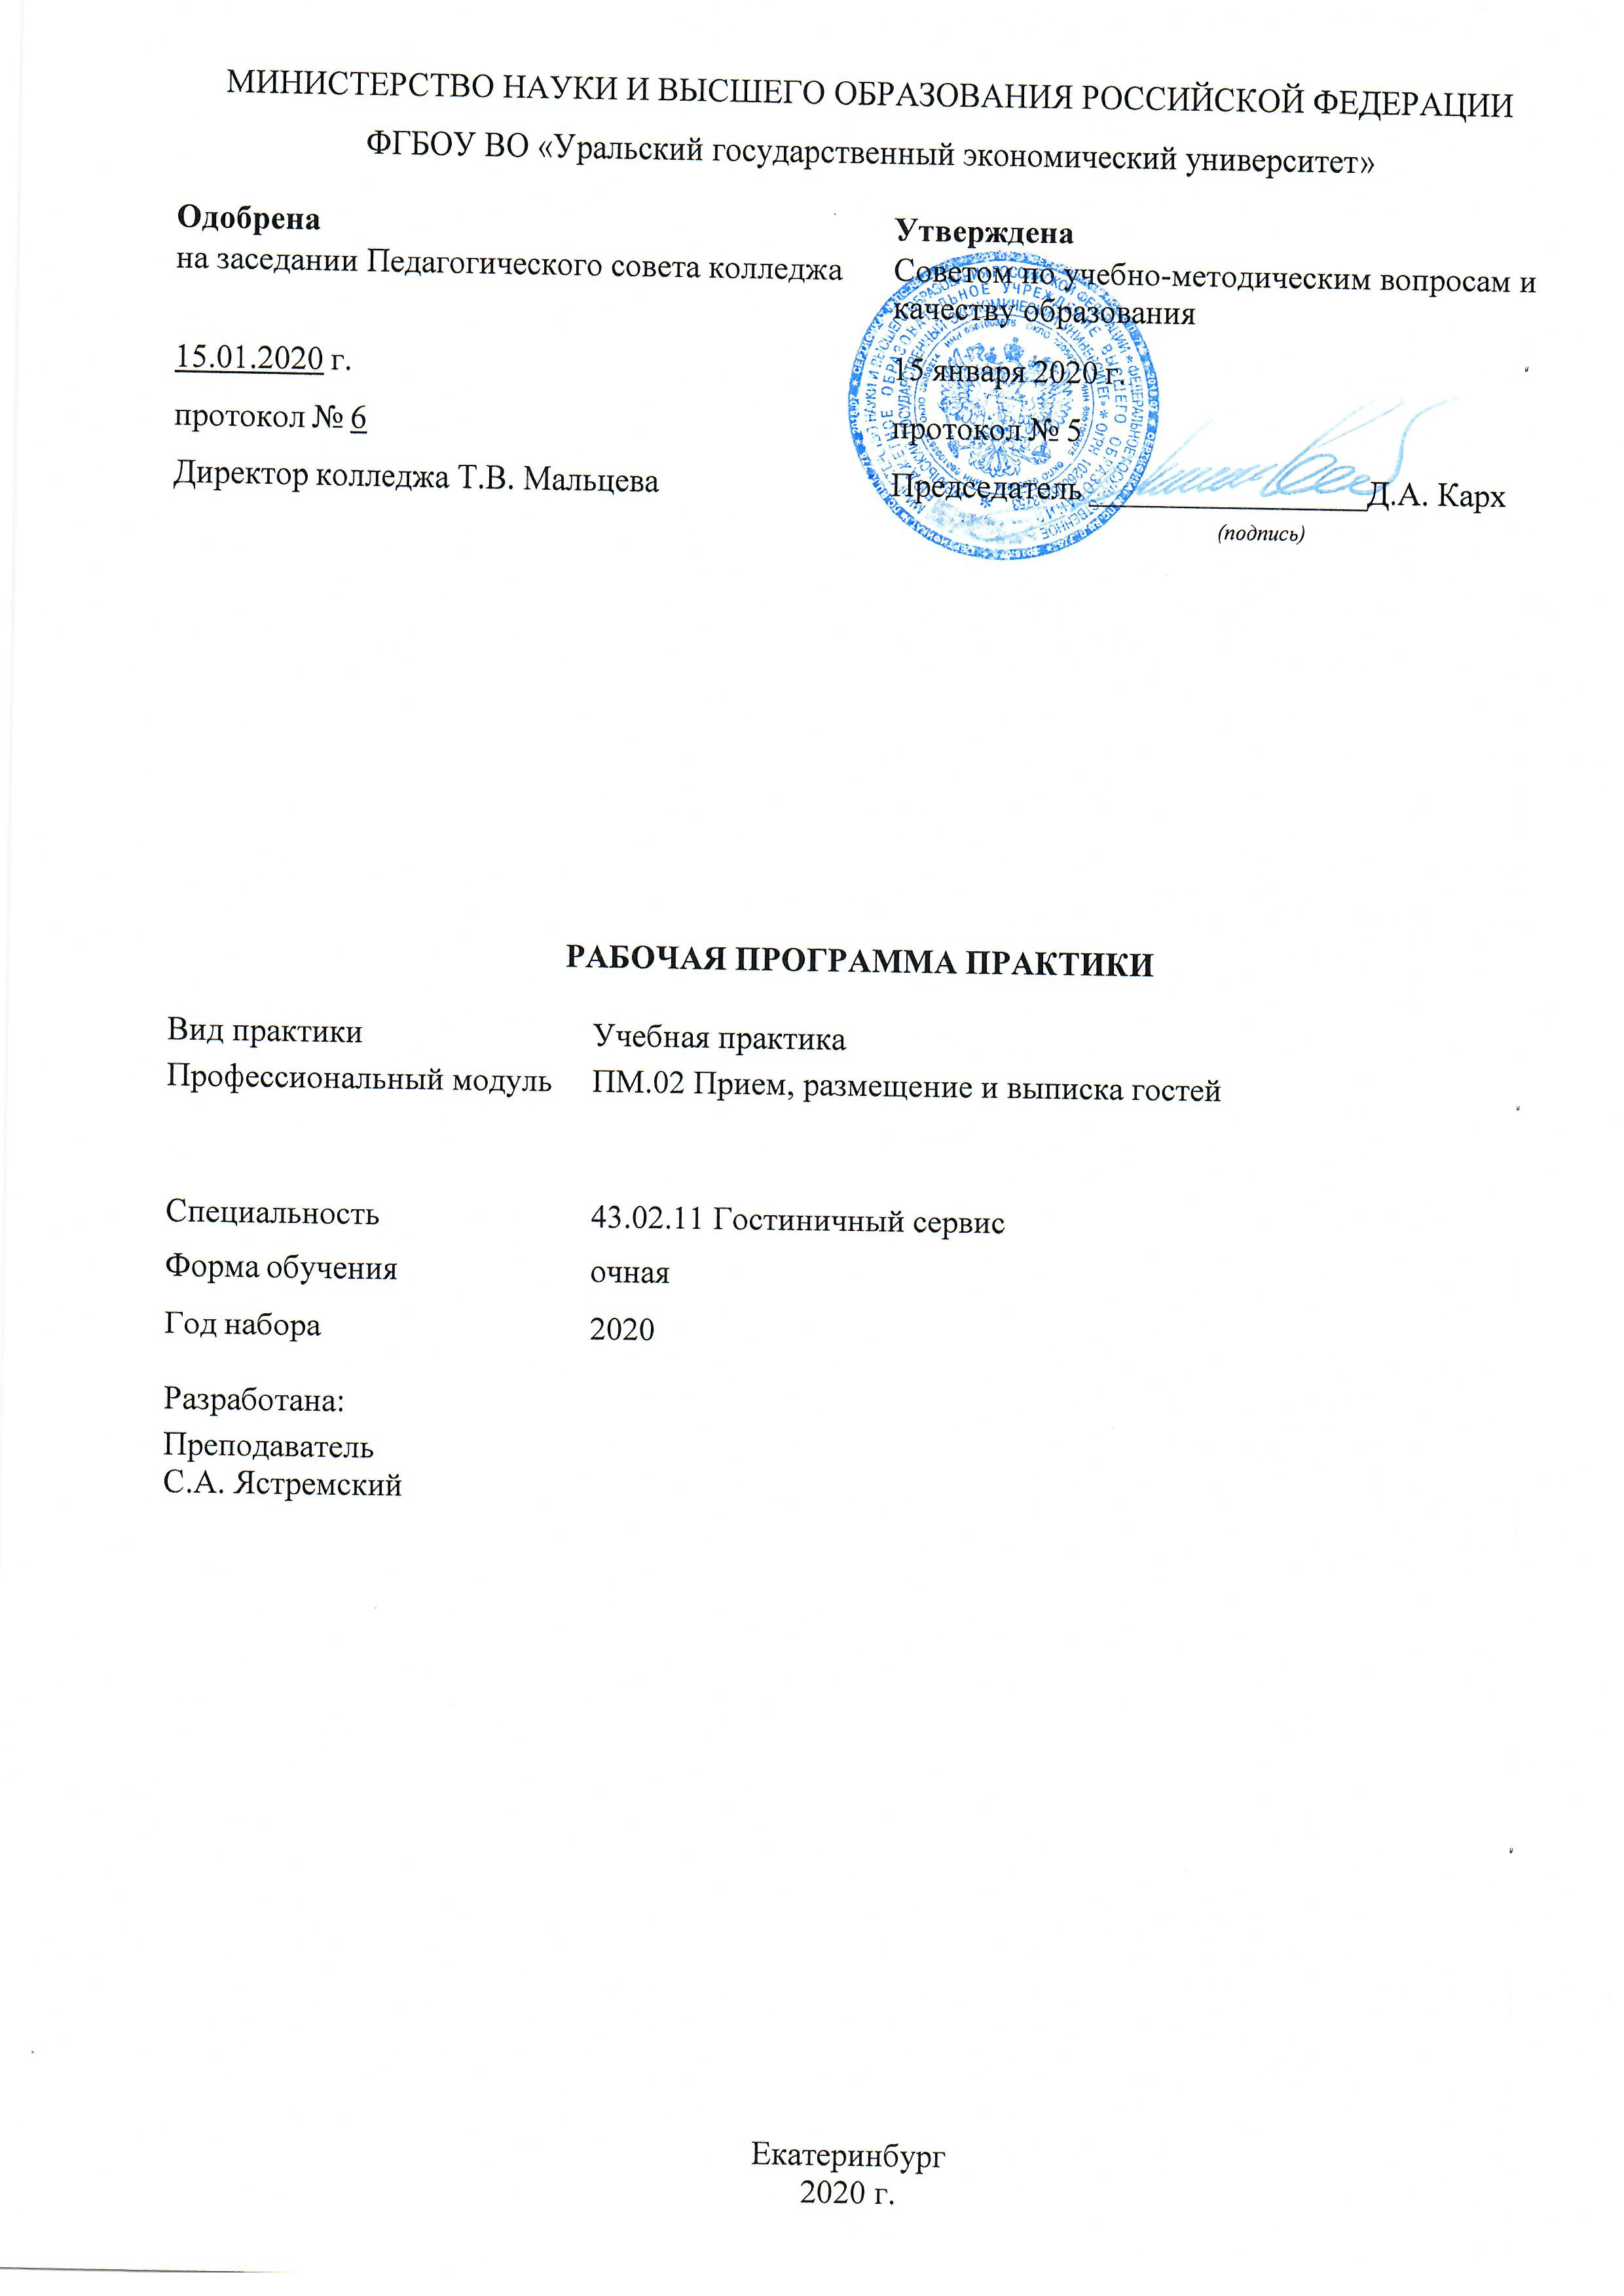 МИНИСТЕРСТВО НАУКИ И ВЫСШЕГО ОБРАЗОВАНИЯ РОССИЙСКОЙ ФЕДЕРАЦИИ
ФГБОУ ВО «Уральский государственный экономический университет»
Одобрена
на заседании Педагогического совета колледжа
15.01.2020 г.
протокол № 6
Директор колледжа Т.В. Мальцева
Утверждена
Советом по учебно-методическим вопросам и
качеству образования
15 января 2020 г.
протокол № 5
Председатель Д.А. Карх
(подпись)
РАБОЧАЯ ПРОГРАММА ПРАКТИКИ
Вид практики Учебная практика
Профессиональный модуль ПМ.02 Прием, размещение и выписка гостей
Специальность 43.02.11 Гостиничный сервис
Форма обучения очная
Год набора 2020
Разработана:
Преподаватель
С.А. Ястремский
Екатеринбург
2020 г.